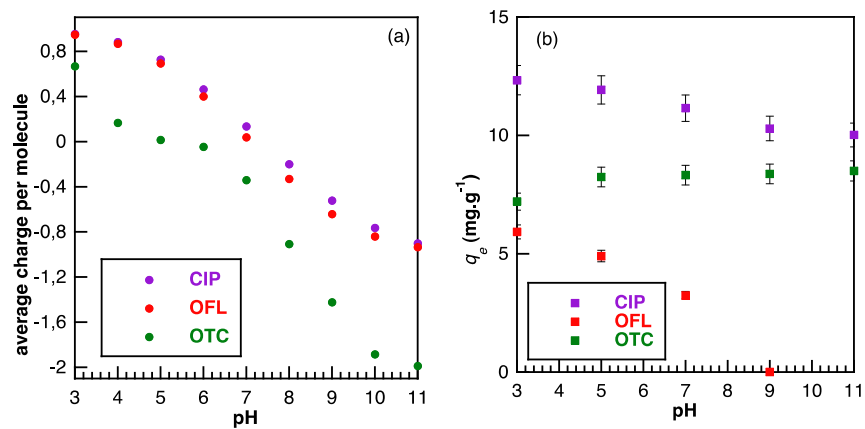 (a)
average charge per molecule
0,8
0,4
0
-0,4
-0,8
-1,2
-1,6
-2
CIP
OFL
OTC
3 4 5 6 7 8 9 10 11
pH
(b)
qₑ (mg.g⁻¹)
15
10
5
0
CIP
OFL
OTC
3 4 5 6 7 8 9 10 11
pH